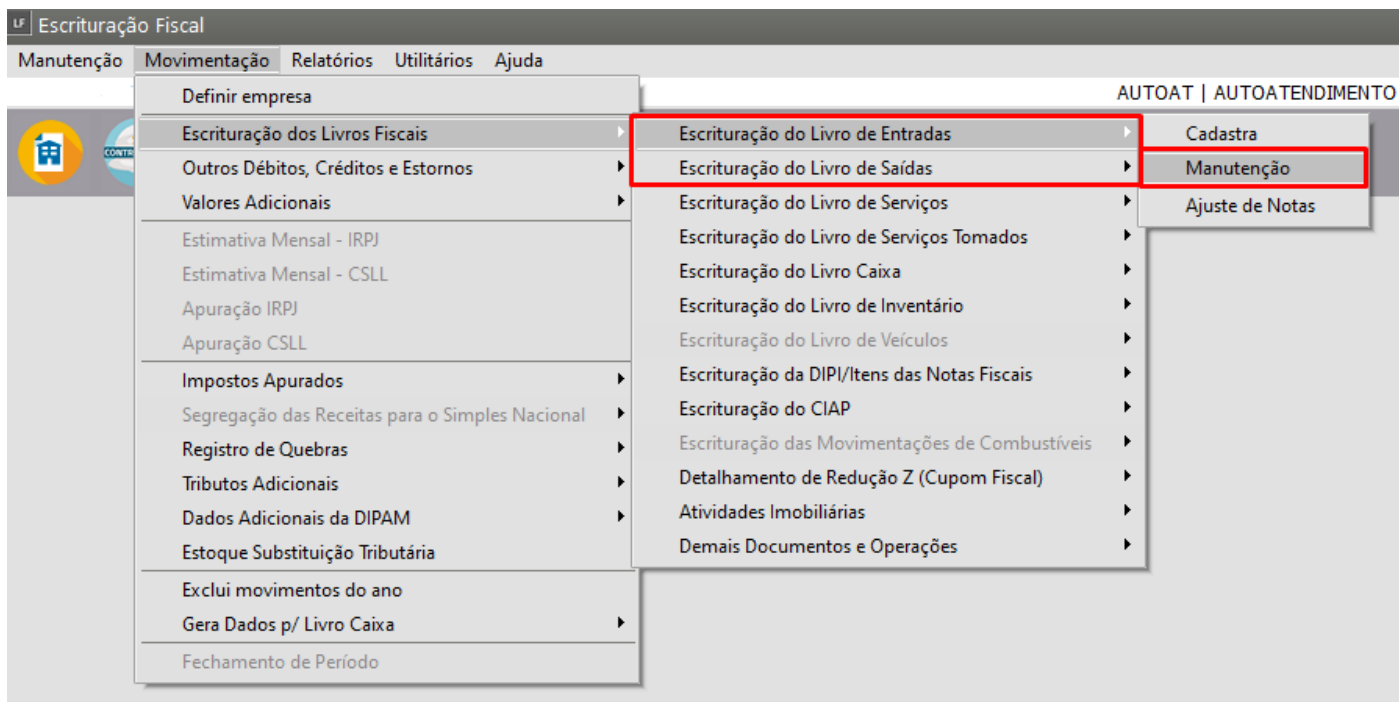 LF Escrituração Fiscal
Manutenção Movimentação Relatórios Utilitários Ajuda
AUTOAT | AUTOATENDIMENTO
Definir empresa
Escrituração dos Livros Fiscais
Outros Débitos, Créditos e Estornos
Valores Adicionais
Estimativa Mensal - IRPJ
Estimativa Mensal - CSLL
Apuração IRPJ
Apuração CSLL
Impostos Apurados
Segregação das Receitas para o Simples Nacional
Registro de Quebras
Tributos Adicionais
Dados Adicionais da DIPAM
Estoque Substituição Tributária
Exclui movimentos do ano
Gera Dados p/ Livro Caixa
Fechamento de Período
Escrituração do Livro de Entradas
Escrituração do Livro de Saídas
Escrituração do Livro de Serviços
Escrituração do Livro de Serviços Tomados
Escrituração do Livro Caixa
Escrituração do Livro de Inventário
Escrituração do Livro de Veículos
Escrituração da DIPI/Itens das Notas Fiscais
Escrituração do CIAP
Escrituração das Movimentações de Combustíveis
Detalhamento de Redução Z (Cupom Fiscal)
Atividades Imobiliárias
Demais Documentos e Operações
Cadastra
Manutenção
Ajuste de Notas